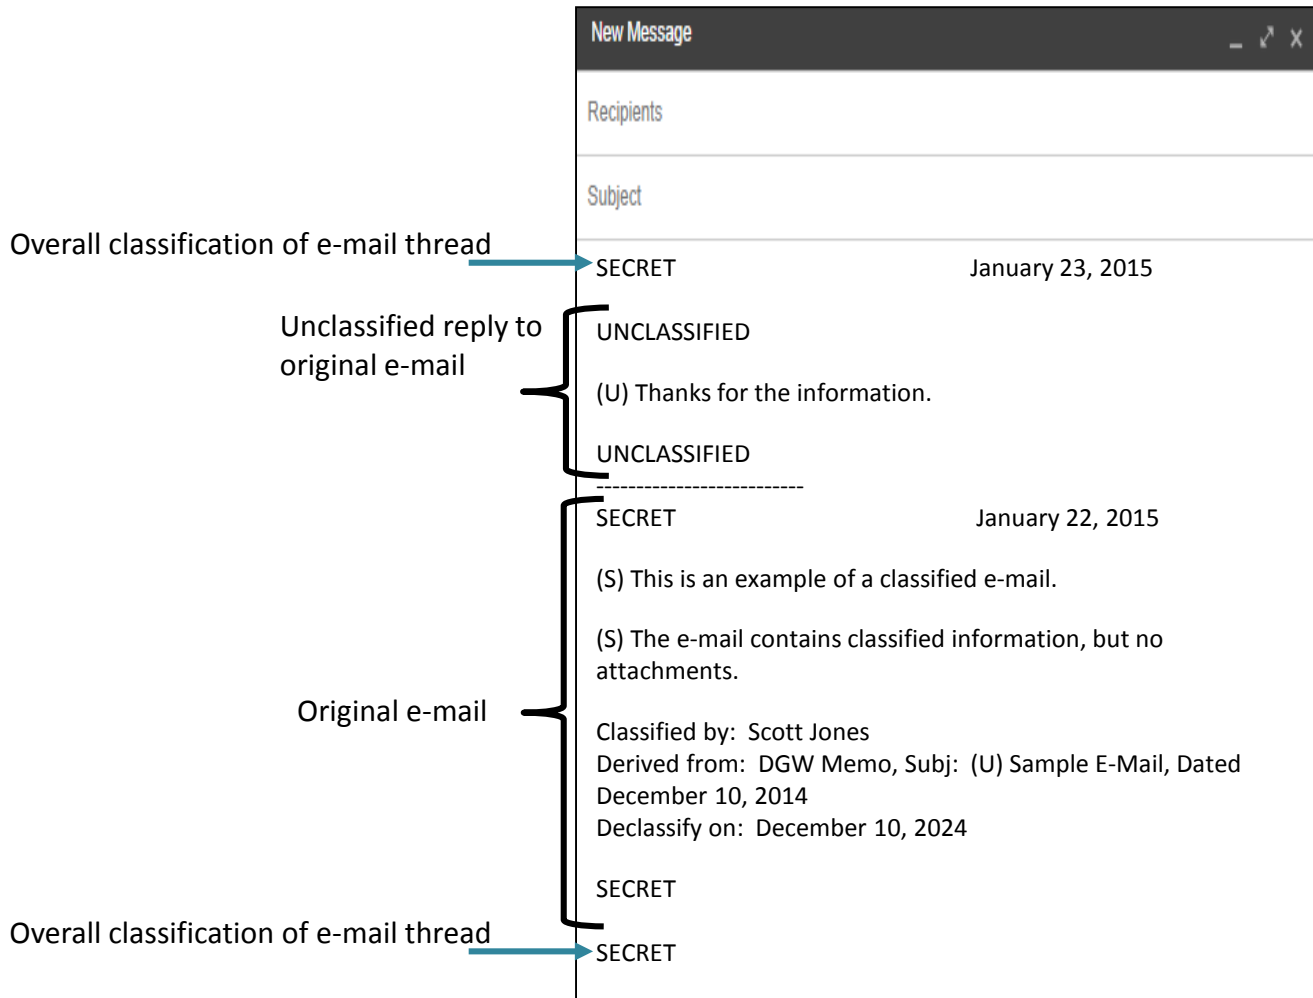 New Message
Recipients
Subject
Overall classification of e-mail thread
SECRET January 23, 2015
Unclassified reply to
original e-mail
UNCLASSIFIED
(U) Thanks for the information.
UNCLASSIFIED
--------------------------
SECRET January 22, 2015
(S) This is an example of a classified e-mail.
(S) The e-mail contains classified information, but no
attachments.
Original e-mail
Classified by:  Scott Jones
Derived from:  DGW Memo, Subj:  (U) Sample E-Mail, Dated
December 10, 2014
Declassify on:  December 10, 2024
SECRET
Overall classification of e-mail thread
SECRET